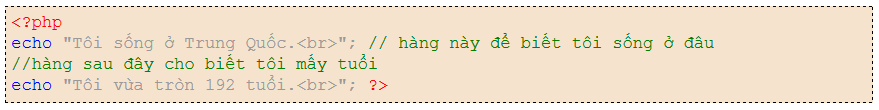 <?php
echo "Tôi sống ở Trung Quốc.<br>"; // hàng này để biết tôi sống ở đâu
//hàng sau đây cho biết tôi mấy tuổi
echo "Tôi vừa tròn 192 tuổi.<br>"; ?>